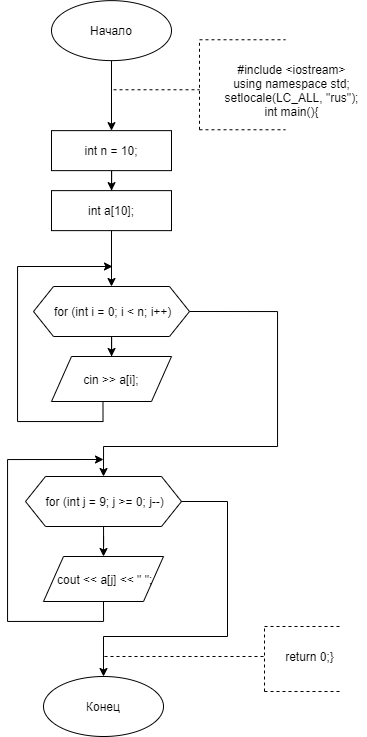 Начало
#include <iostream>
using namespace std;
setlocale(LC_ALL, "rus");
int main(){
int n = 10;
int a[10];
for (int i = 0; i < n; i++)
cin >> a[i];
for (int j = 9; j >= 0; j--)
cout << a[j] << " ";
return 0;}
Конец